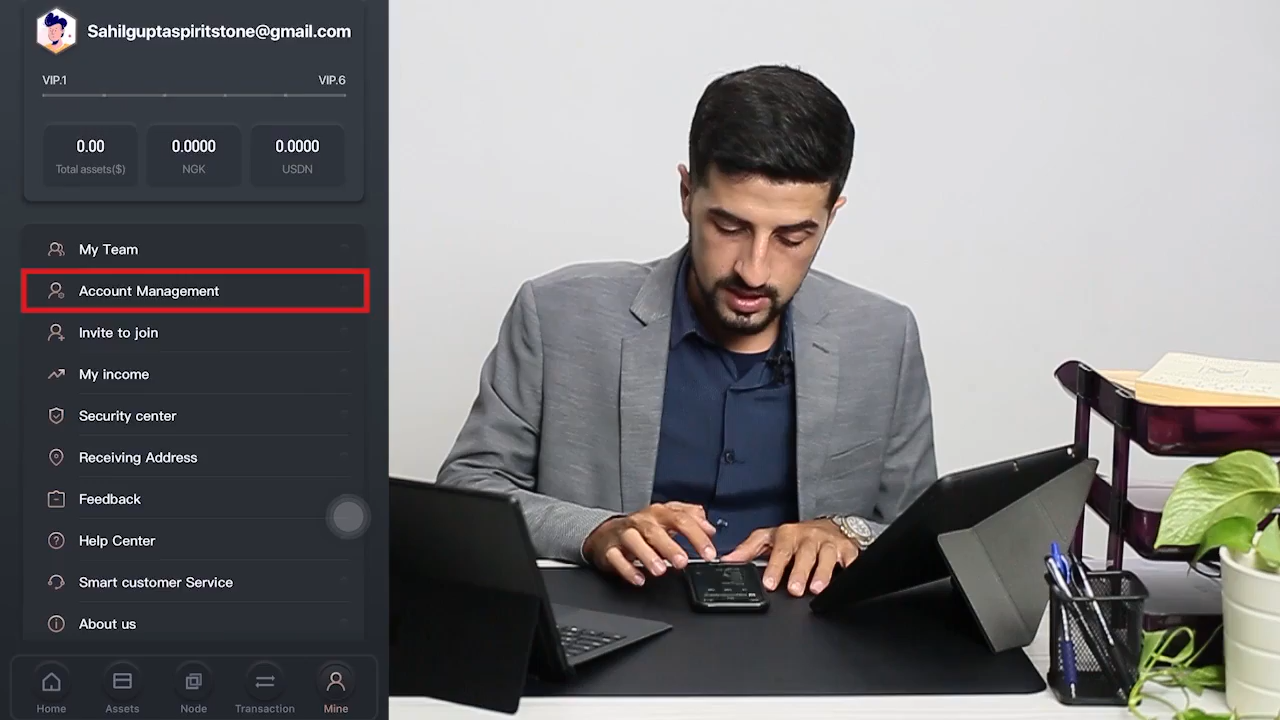 Sahilguptaspiritstone@gmail.com
VIP.1 VIP.6
0.00 0.0000 0.0000
Total assets($) NGK USDN
My Team
Account Management
Invite to join
My income
Security center
Receiving Address
Feedback
Help Center
Smart customer Service
About us
Home Assets Node Transaction Mine